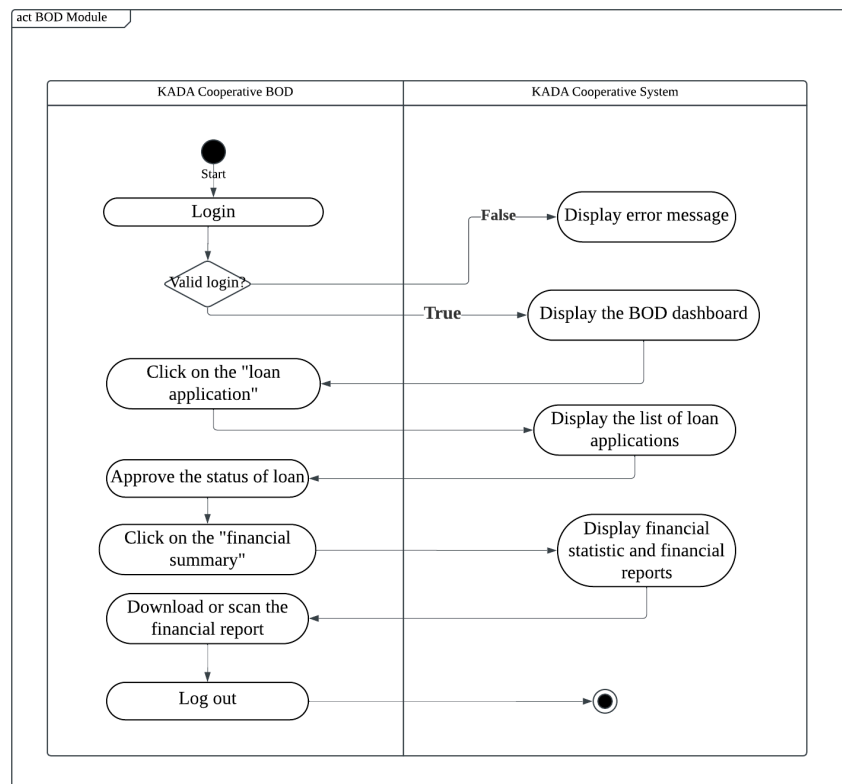 act BOD Module
KADA Cooperative BOD
KADA Cooperative System
Start
Login
False
Display error message
Valid login?
True
Display the BOD dashboard
Click on the "loan
application"
Display the list of loan
applications
Approve the status of loan
Click on the "financial
summary"
Display financial
statistic and financial
reports
Download or scan the
financial report
Log out